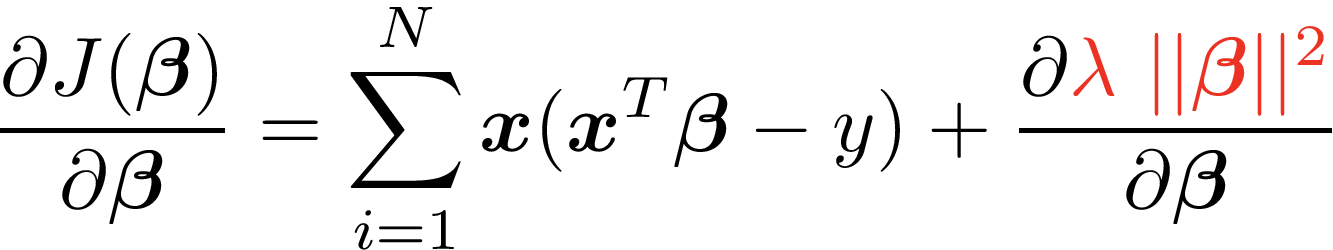 ∂J(β)/∂β = ∑_{i=1}^{N} x(x^T β − y) + ∂λ ||β||²/∂β